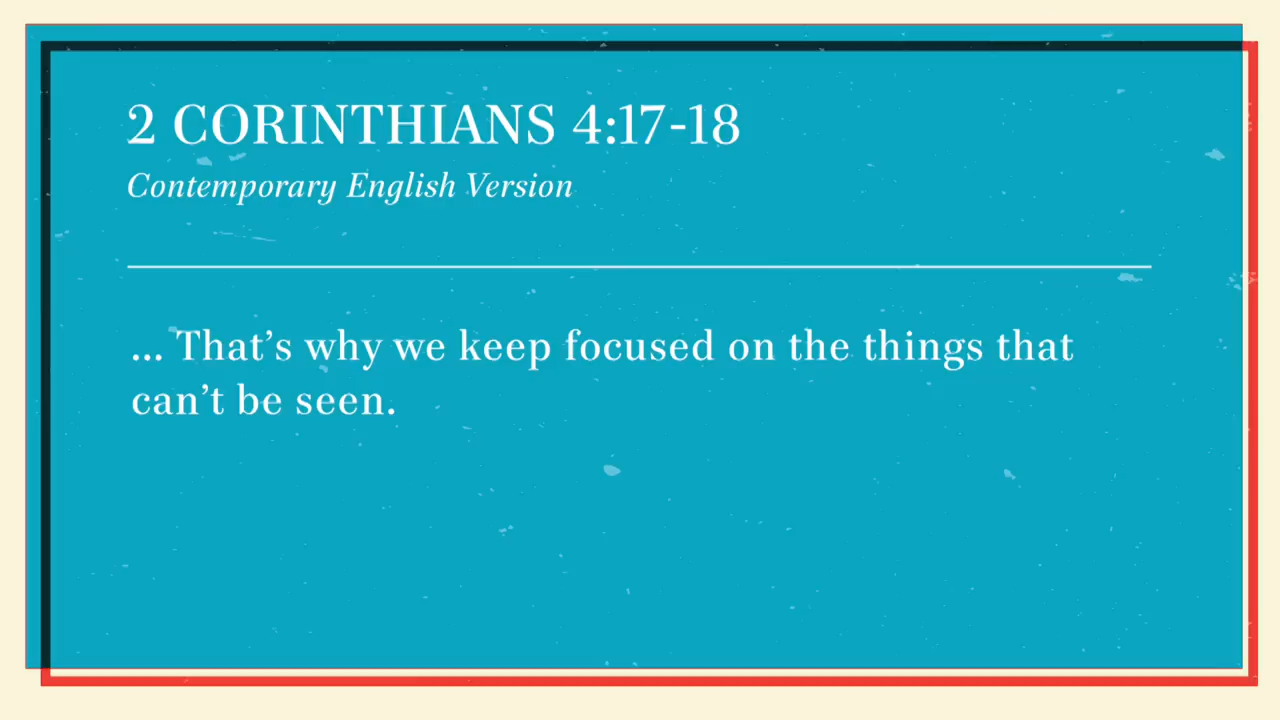 2 CORINTHIANS 4:17-18
Contemporary English Version
... That’s why we keep focused on the things that
can’t be seen.